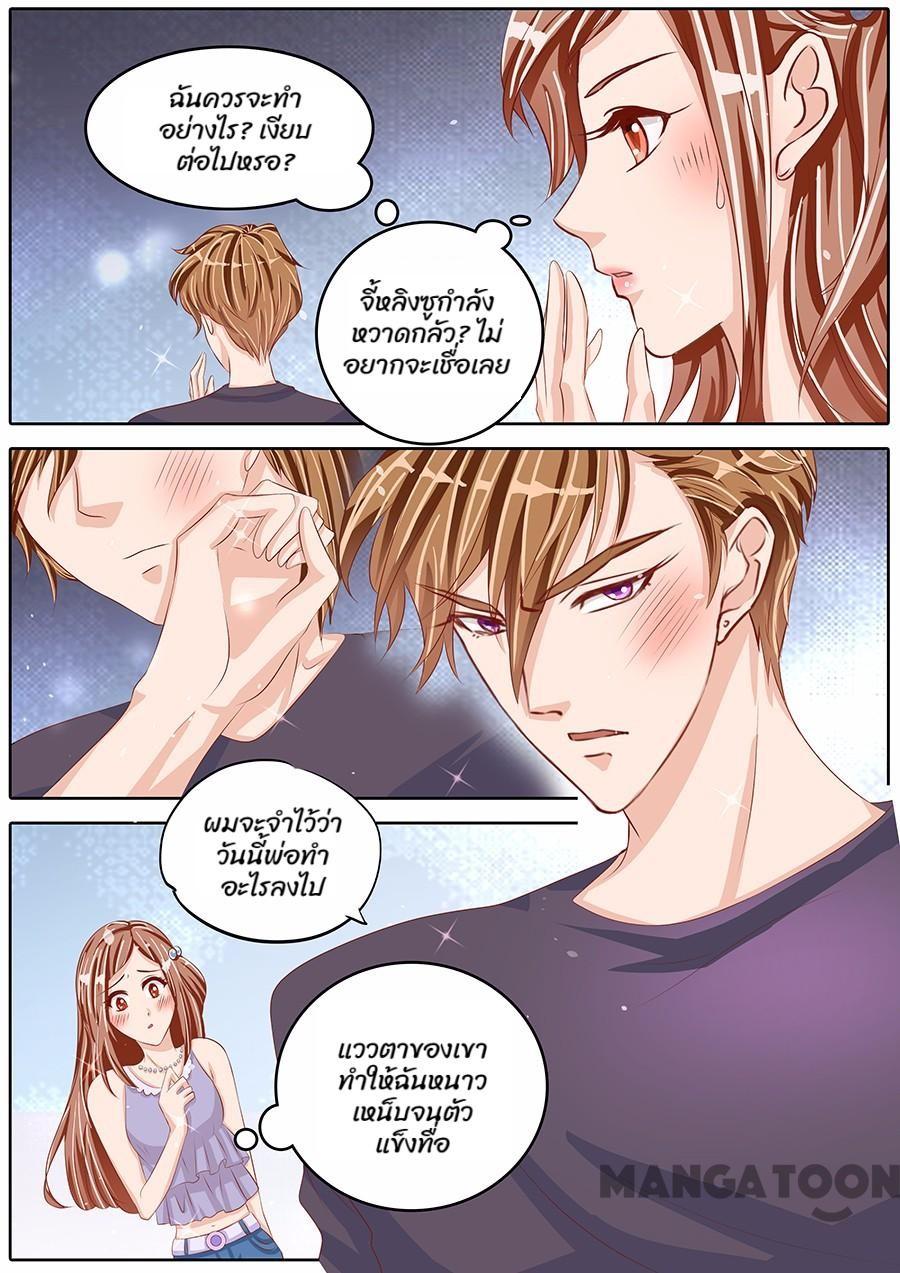 ฉันควรจะทำ
อย่างไร? เงียบ
ต่อไปหรอ?
จี้หลิงซูกำลัง
หวาดกลัว? ไม่
อยากจะเชื่อเลย
ผมจะจำไว้ว่า
วันนี้พ่อทำ
อะไรลงไป
แววตาของเขา
ทำให้ฉันหนาว
เหน็บจนตัว
แข็งทื่อ
MANGATOON